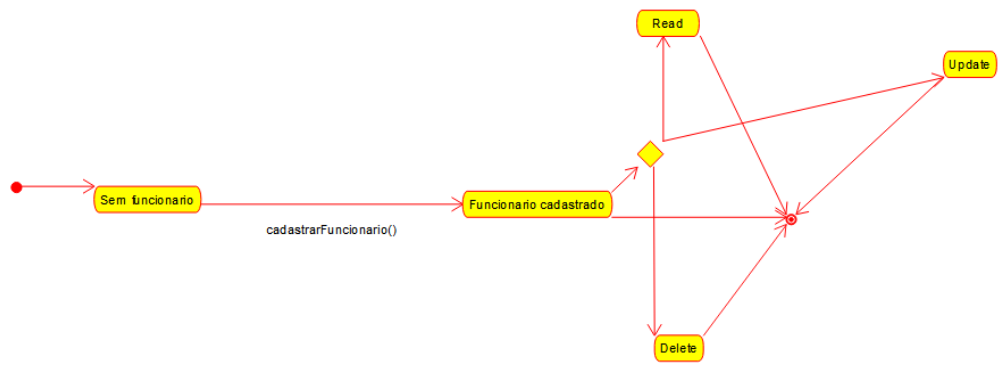 Read
Update
Sem funcionario
Funcionario cadastrado
cadastrarFuncionario()
Delete